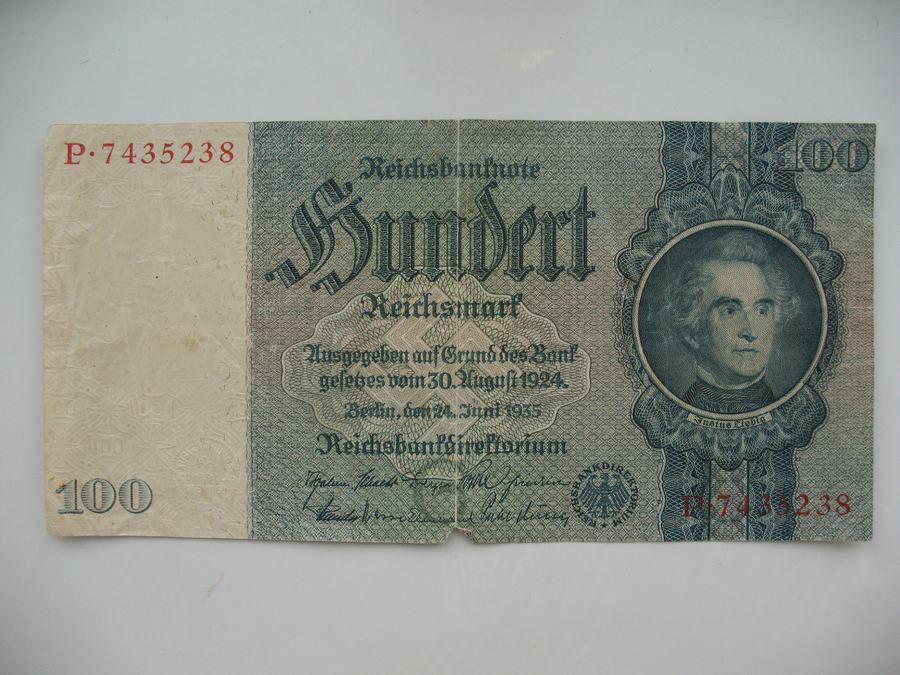 P·7435238
Reichsbanknote
100
Hundert
Reichsmark
Ausgegeben auf Grund des Bank-
gesetzes vom 30. August 1924.
Berlin, den 24. Juni 1935
Reichsbankdirektorium
Justus Liebig
REICHSBANKDIREKTORIUM
100
P·7435238